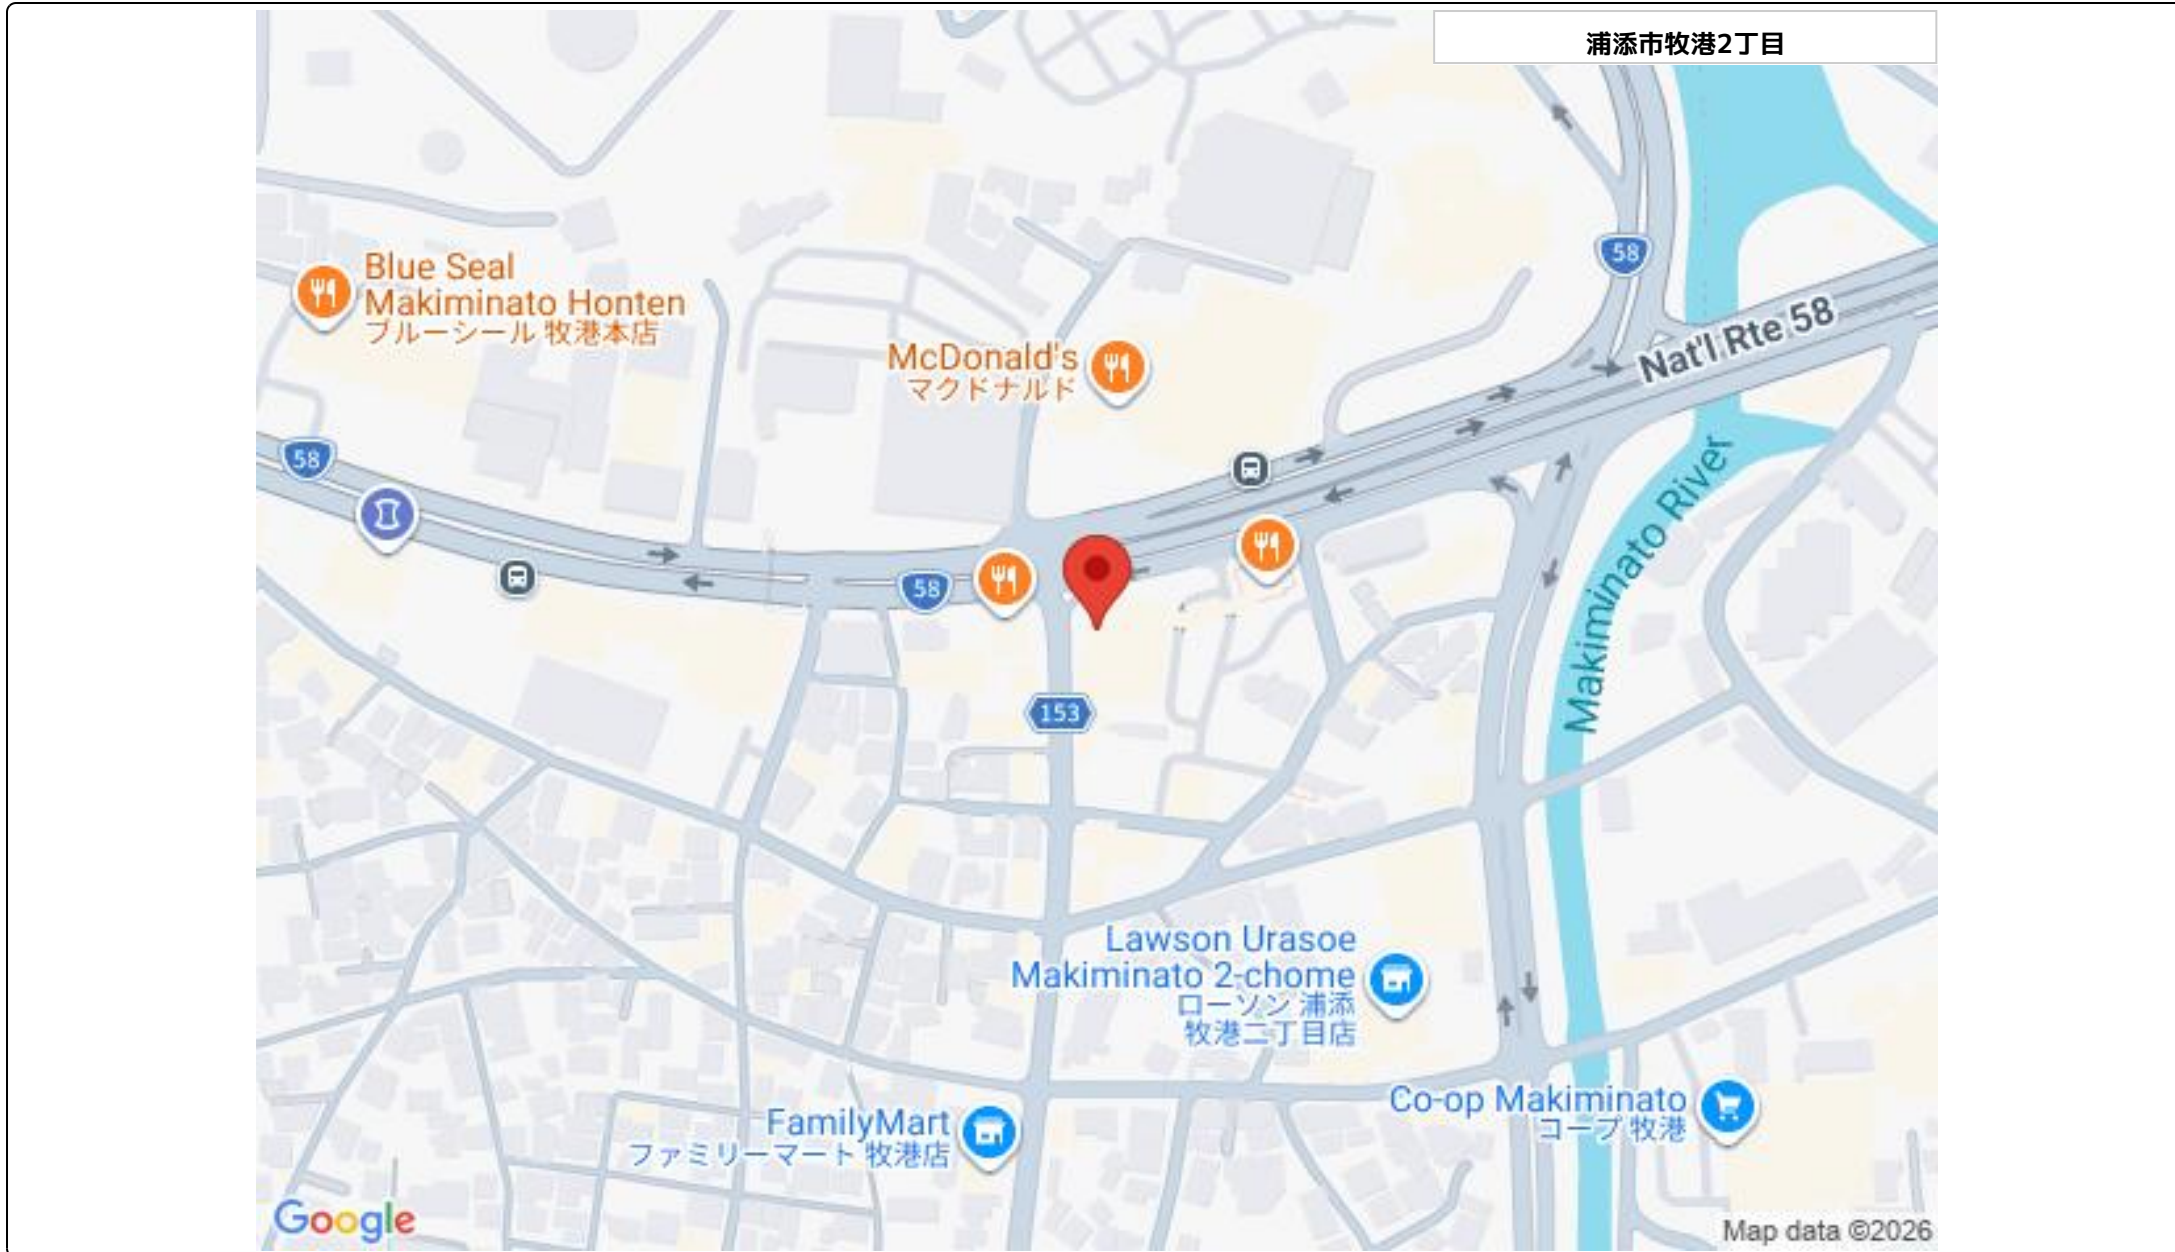 浦添市牧港2丁目
58
Nat'l Rte 58
Blue Seal
Makiminato Honten
ブルーシール 牧港本店
McDonald's
マクドナルド
58
58
Makiminato River
153
Lawson Urasoe
Makiminato 2-chome
ローソン 浦添
牧港二丁目店
Co-op Makiminato
コープ 牧港
FamilyMart
ファミリーマート 牧港店
Google
Map data ©2026